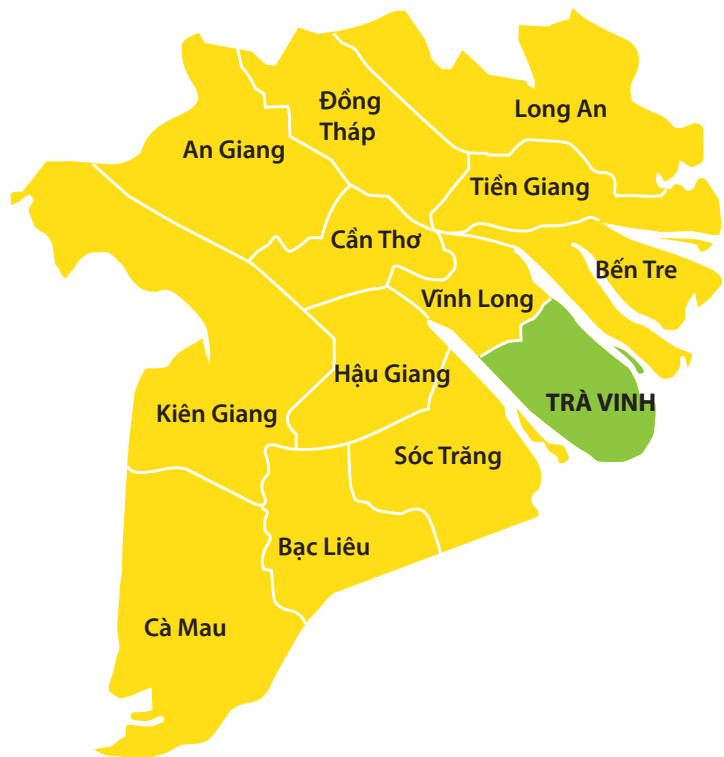 Đồng
Tháp
Long An
An Giang
Tiền Giang
Cần Thơ
Bến Tre
Vĩnh Long
Hậu Giang
TRÀ VINH
Kiên Giang
Sóc Trăng
Bạc Liêu
Cà Mau